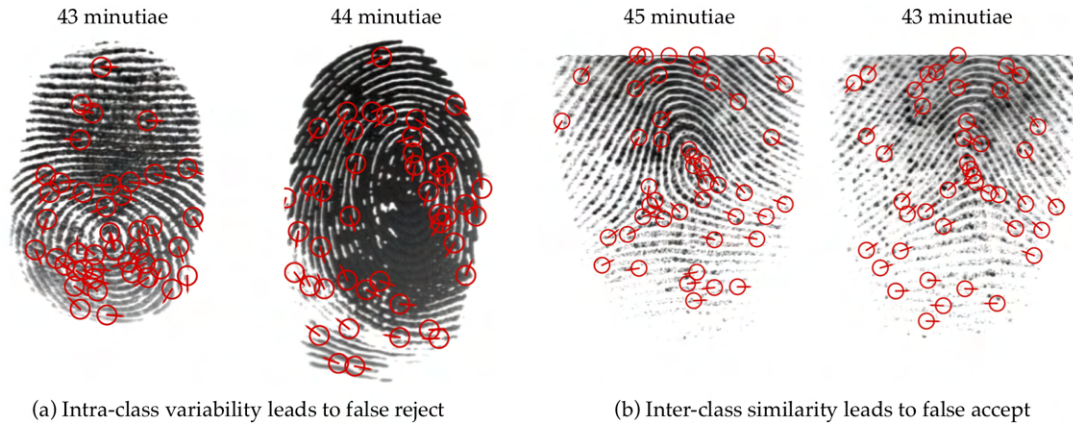 43 minutiae
44 minutiae
45 minutiae
43 minutiae
(a) Intra-class variability leads to false reject
(b) Inter-class similarity leads to false accept